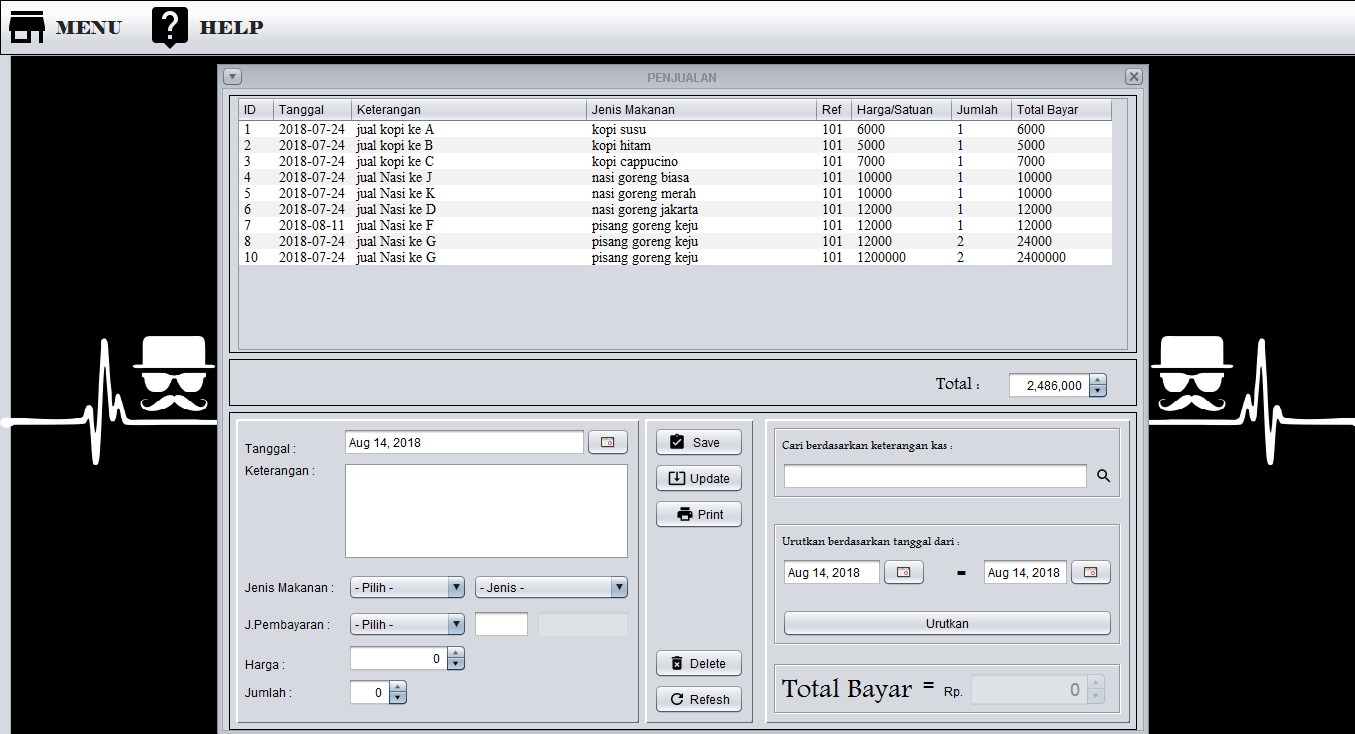 MENU ? HELP
PENJUALAN
ID Tanggal Keterangan Jenis Makanan Ref Harga/Satuan Jumlah Total Bayar
1 2018-07-24 jual kopi ke A kopi susu 101 6000 1 6000
2 2018-07-24 jual kopi ke B kopi hitam 101 5000 1 5000
3 2018-07-24 jual kopi ke C kopi cappucino 101 7000 1 7000
4 2018-07-24 jual Nasi ke J nasi goreng biasa 101 10000 1 10000
5 2018-07-24 jual Nasi ke K nasi goreng merah 101 10000 1 10000
6 2018-07-24 jual Nasi ke D nasi goreng jakarta 101 12000 1 12000
7 2018-08-11 jual Nasi ke F pisang goreng keju 101 12000 1 12000
8 2018-07-24 jual Nasi ke G pisang goreng keju 101 12000 2 24000
10 2018-07-24 jual Nasi ke G pisang goreng keju 101 1200000 2 2400000
Total : 2,486,000
Tanggal : Aug 14, 2018
Keterangan :
Jenis Makanan : - Pilih - - Jenis -
J.Pembayaran : - Pilih -
Harga : 0
Jumlah : 0
Save
Update
Print
Delete
Refesh
Cari berdasarkan keterangan kas :
Urutkan berdasarkan tanggal dari :
Aug 14, 2018 - Aug 14, 2018
Urutkan
Total Bayar = Rp. 0